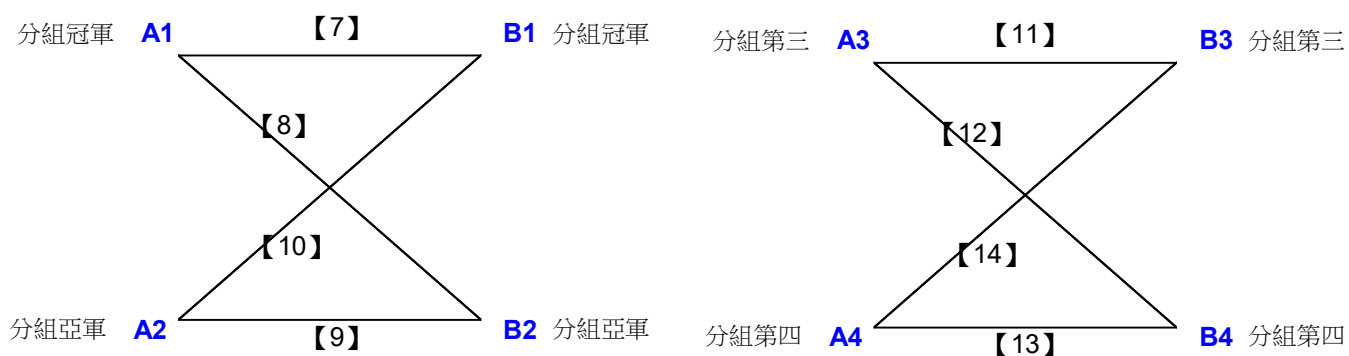 分組冠軍 A1 【7】 B1 分組冠軍
【8】
【10】
分組亞軍 A2 【9】 B2 分組亞軍
分組第三 A3 【11】 B3 分組第三
【12】
【14】
分組第四 A4 【13】 B4 分組第四